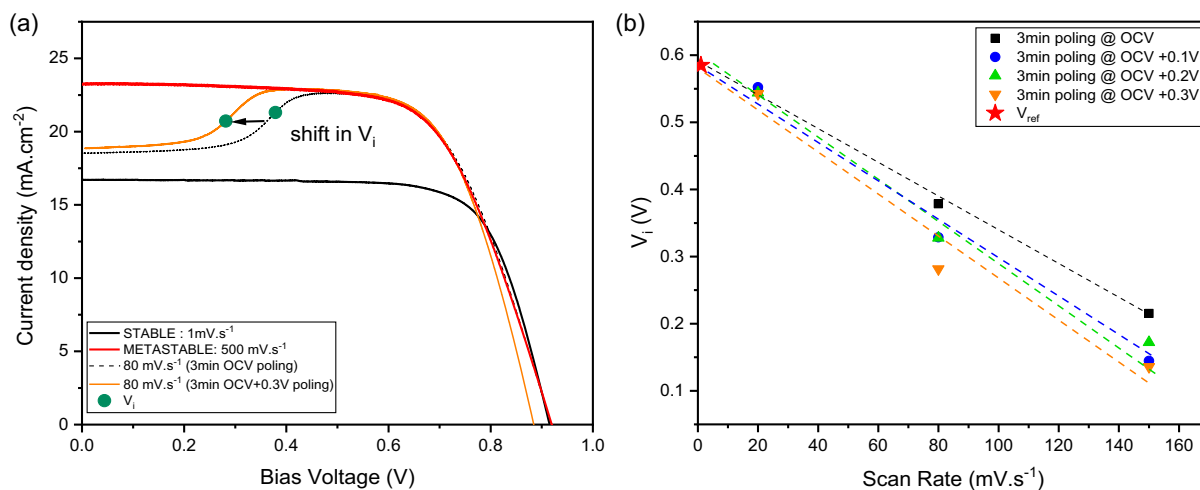 (a)
25
20
15
10
5
0
0.0
0.2
0.4
0.6
0.8
1.0
Current density (mA.cm⁻²)
Bias Voltage (V)
shift in Vᵢ
STABLE : 1mV.s⁻¹
METASTABLE: 500 mV.s⁻¹
80 mV.s⁻¹ (3min OCV poling)
80 mV.s⁻¹ (3min OCV+0.3V poling)
Vᵢ
(b)
0.6
0.5
0.4
0.3
0.2
0.1
0
20
40
60
80
100
120
140
160
Vᵢ (V)
Scan Rate (mV.s⁻¹)
3min poling @ OCV
3min poling @ OCV +0.1V
3min poling @ OCV +0.2V
3min poling @ OCV +0.3V
V_ref